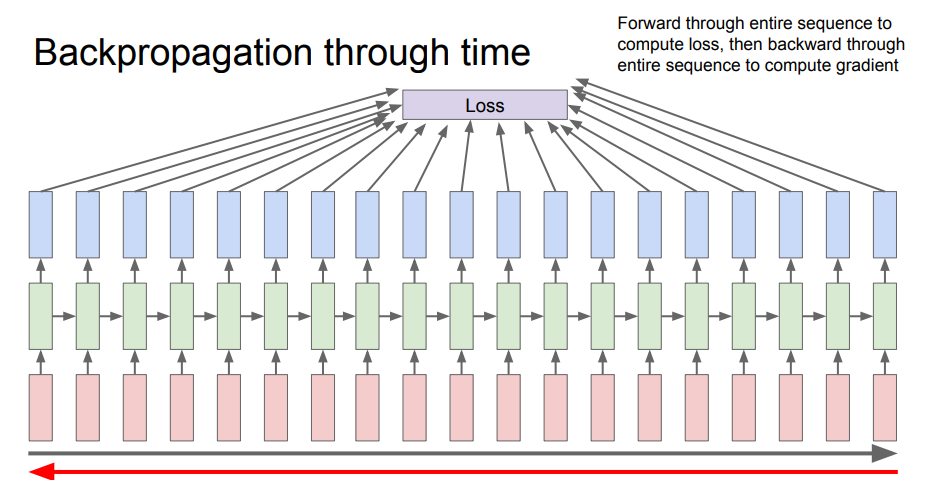 Backpropagation through time
Forward through entire sequence to
compute loss, then backward through
entire sequence to compute gradient
Loss